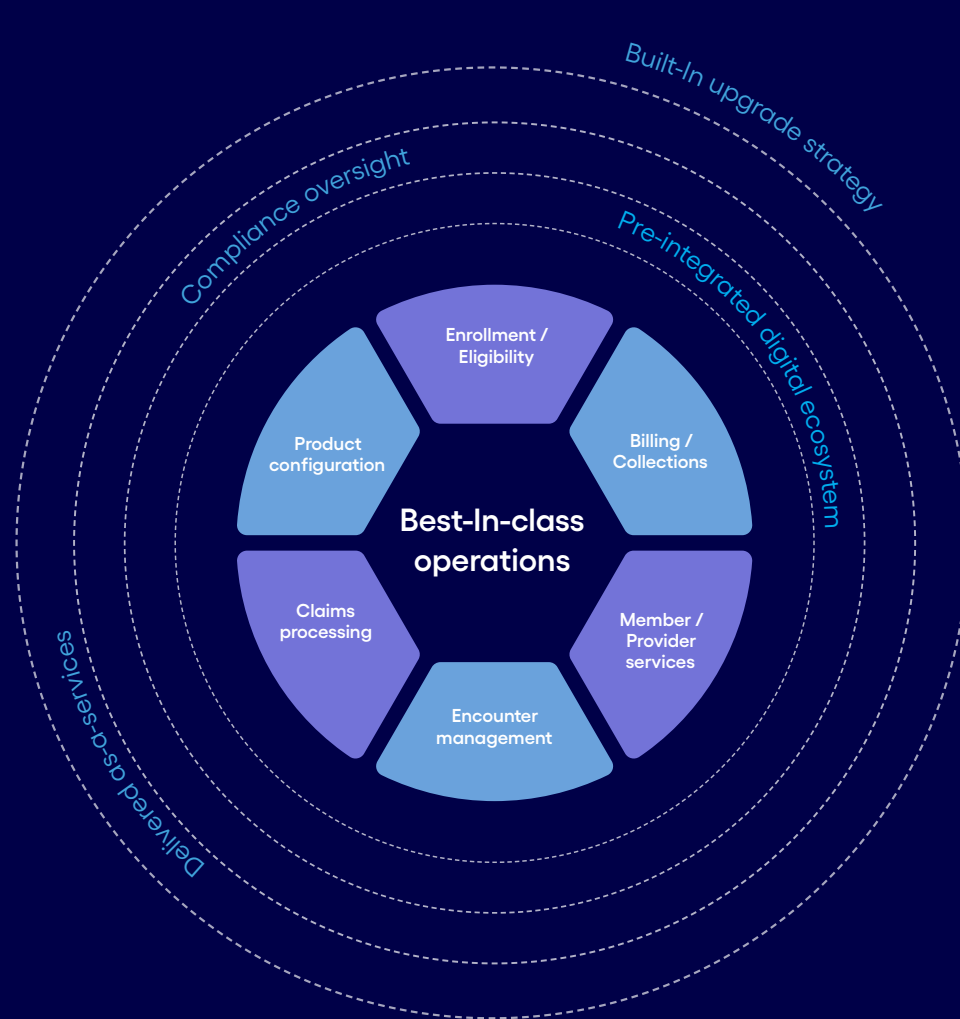 Built-In upgrade strategy
Compliance oversight
Pre-integrated digital ecosystem
Delivered as-a-services
Enrollment /
Eligibility
Billing /
Collections
Member /
Provider
services
Encounter
management
Claims
processing
Product
configuration
Best-In-class
operations